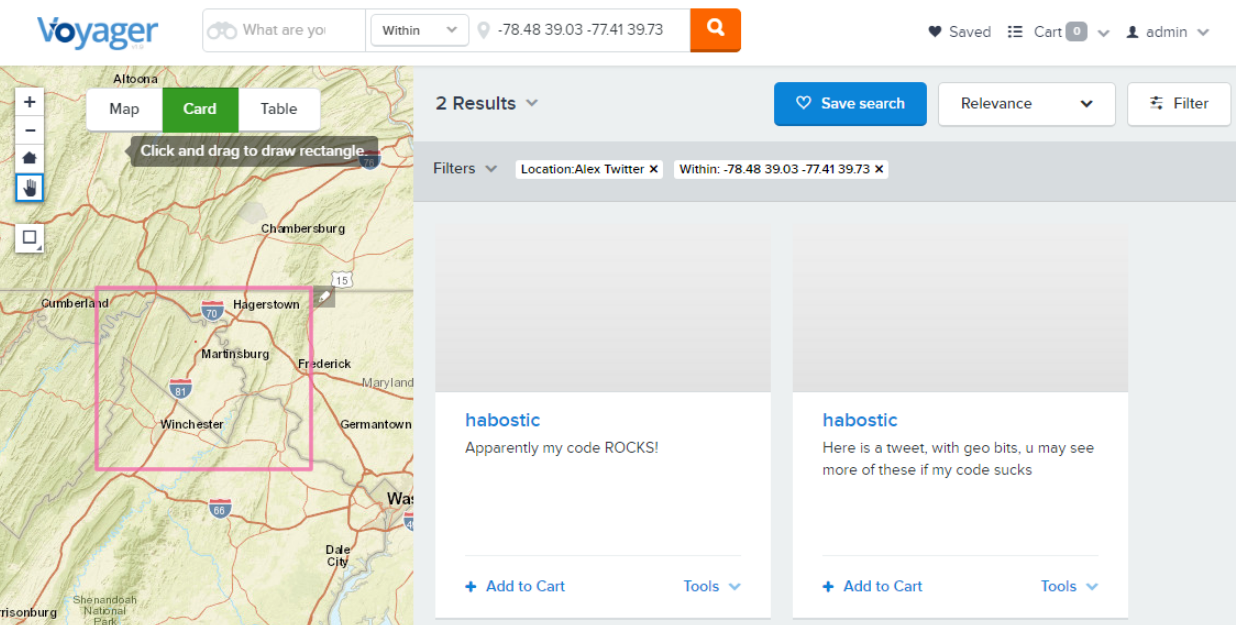 Voyager
What are you
Within
-78.48 39.03 -77.41 39.73
Saved
Cart 0
admin
+
−
Map
Card
Table
Click and drag to draw rectangle
2 Results
Save search
Relevance
Filter
Filters
Location:Alex Twitter ×
Within: -78.48 39.03 -77.41 39.73 ×
Altoona
76
Chambersburg
15
Cumberland
70
Hagerstown
Martinsburg
Frederick
Maryland
81
Winchester
Germantown
66
Was
Dale
City
Shenandoah
National
Park
rrisonburg
habostic
Apparently my code ROCKS!
+ Add to Cart
Tools
habostic
Here is a tweet, with geo bits, u may see
more of these if my code sucks
+ Add to Cart
Tools